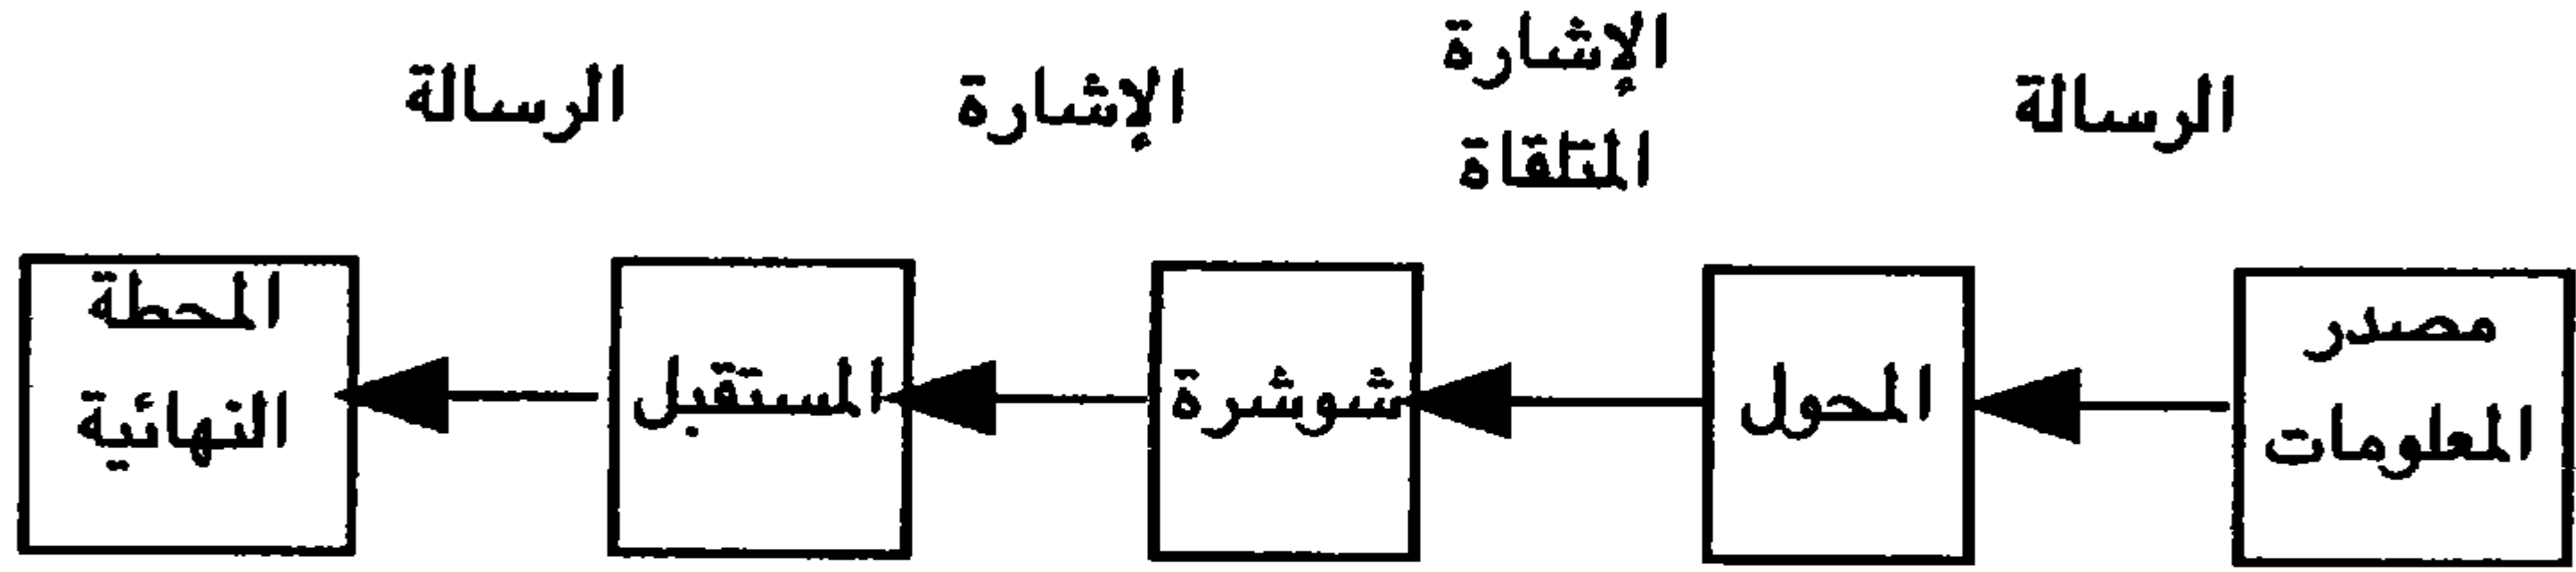 الرسالة
الإشارة
المتلقاة
الإشارة
الرسالة
مصدر
المعلومات
المحول
شوشرة
المستقبل
المحطة
النهائية